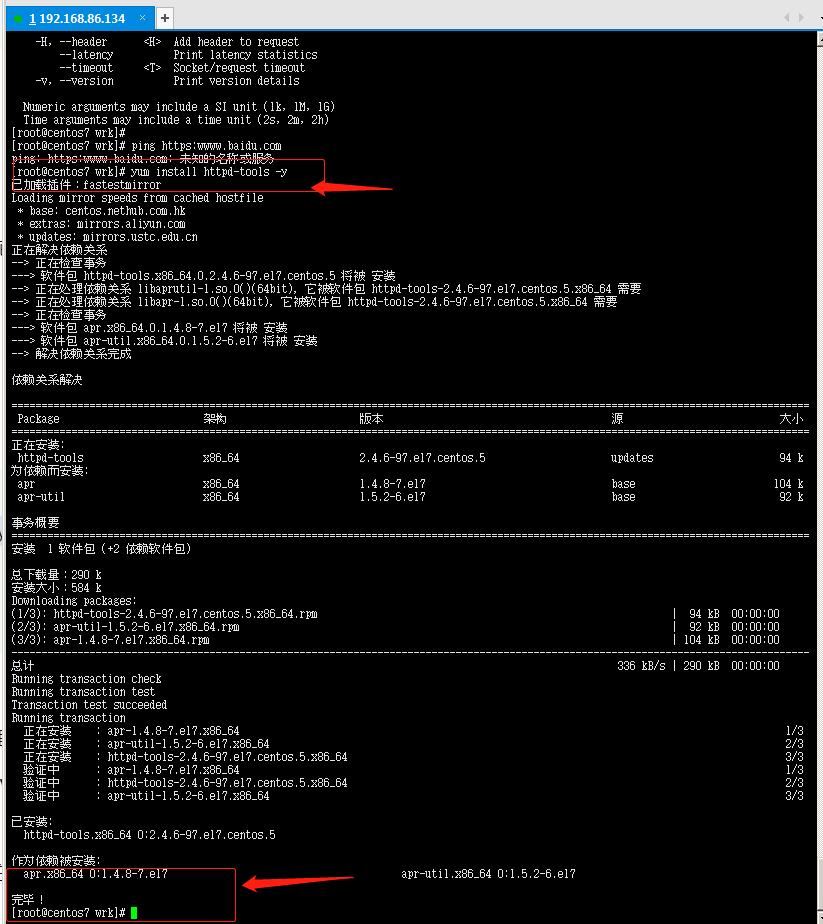 1 192.168.86.134 × +
-H, --header <H> Add header to request
--latency Print latency statistics
--timeout <T> Socket/request timeout
-v, --version Print version details
Numeric arguments may include a SI unit (1k, 1M, 1G)
Time arguments may include a time unit (2s, 2m, 2h)
[root@centos7 wrk]#
[root@centos7 wrk]# ping https:wwww.baidu.com
ping: https:wwww.baidu.com: 未知的名称或服务
[root@centos7 wrk]# yum install httpd-tools -y
已加载插件：fastestmirror
Loading mirror speeds from cached hostfile
* base: centos.nethub.com.hk
* extras: mirrors.aliyun.com
* updates: mirrors.ustc.edu.cn
正在解决依赖关系
--> 正在检查事务
---> 软件包 httpd-tools.x86_64.0.2.4.6-97.el7.centos.5 将被 安装
--> 正在处理依赖关系 libaprutil-1.so.0()(64bit)，它被软件包 httpd-tools-2.4.6-97.el7.centos.5.x86_64 需要
--> 正在处理依赖关系 libapr-1.so.0()(64bit)，它被软件包 httpd-tools-2.4.6-97.el7.centos.5.x86_64 需要
--> 正在检查事务
---> 软件包 apr.x86_64.0.1.4.8-7.el7 将被 安装
---> 软件包 apr-util.x86_64.0.1.5.2-6.el7 将被 安装
--> 解决依赖关系完成
依赖关系解决
Package 架构 版本 源 大小
正在安装:
httpd-tools x86_64 2.4.6-97.el7.centos.5 updates 94 k
为依赖而安装:
apr x86_64 1.4.8-7.el7 base 104 k
apr-util x86_64 1.5.2-6.el7 base 92 k
事务概要
安装 1 软件包 (+2 依赖软件包)
总下载量：290 k
安装大小：584 k
Downloading packages:
(1/3): httpd-tools-2.4.6-97.el7.centos.5.x86_64.rpm | 94 kB 00:00:00
(2/3): apr-util-1.5.2-6.el7.x86_64.rpm | 92 kB 00:00:00
(3/3): apr-1.4.8-7.el7.x86_64.rpm | 104 kB 00:00:00
总计 336 kB/s | 290 kB 00:00:00
Running transaction check
Running transaction test
Transaction test succeeded
Running transaction
正在安装 : apr-1.4.8-7.el7.x86_64 1/3
正在安装 : apr-util-1.5.2-6.el7.x86_64 2/3
正在安装 : httpd-tools-2.4.6-97.el7.centos.5.x86_64 3/3
验证中 : apr-1.4.8-7.el7.x86_64 1/3
验证中 : httpd-tools-2.4.6-97.el7.centos.5.x86_64 2/3
验证中 : apr-util-1.5.2-6.el7.x86_64 3/3
已安装:
httpd-tools.x86_64 0:2.4.6-97.el7.centos.5
作为依赖被安装:
apr.x86_64 0:1.4.8-7.el7 apr-util.x86_64 0:1.5.2-6.el7
完毕！
[root@centos7 wrk]#